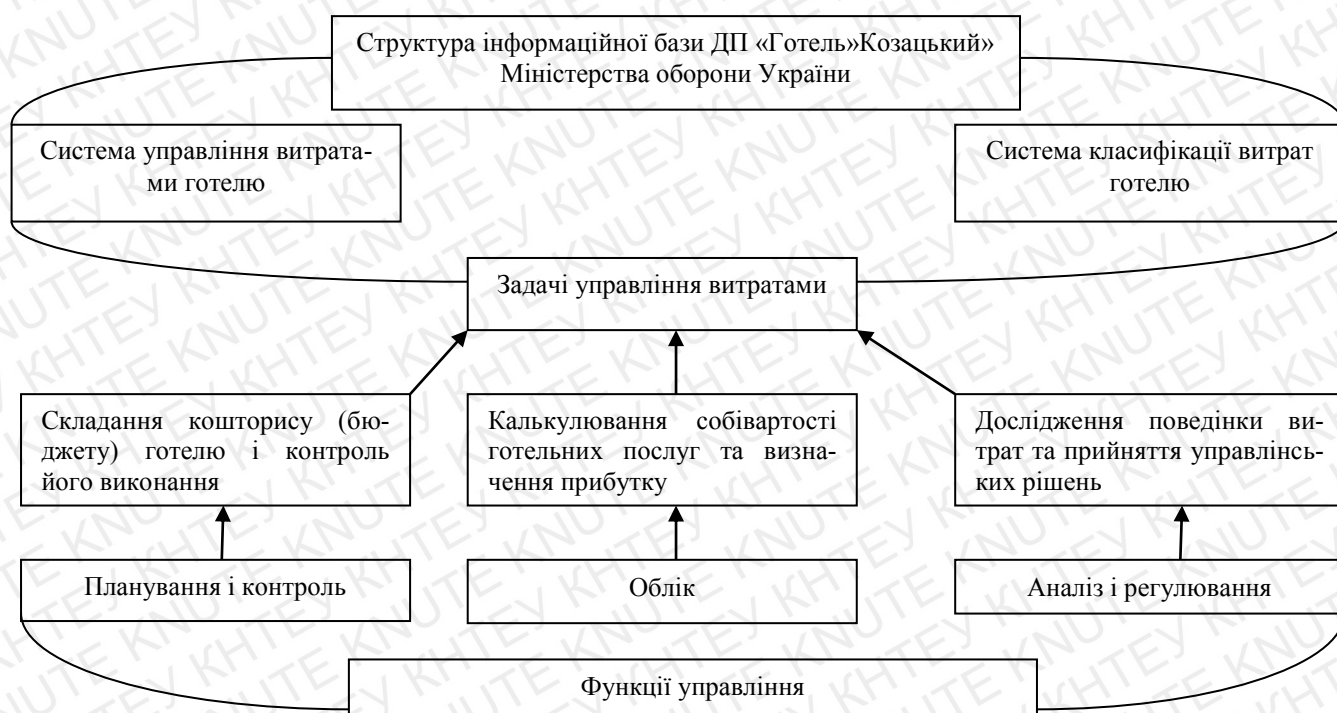 Структура інформаційної бази ДП «Готель»Козацький»
Міністерства оборони України
Система управління витрата-
ми готелю
Система класифікації витрат
готелю
Задачі управління витратами
Складання кошторису (бю-
джету) готелю і контроль
його виконання
Калькулювання собівартості
готельних послуг та визна-
чення прибутку
Дослідження поведінки ви-
трат та прийняття управлінсь-
ких рішень
Планування і контроль
Облік
Аналіз і регулювання
Функції управління